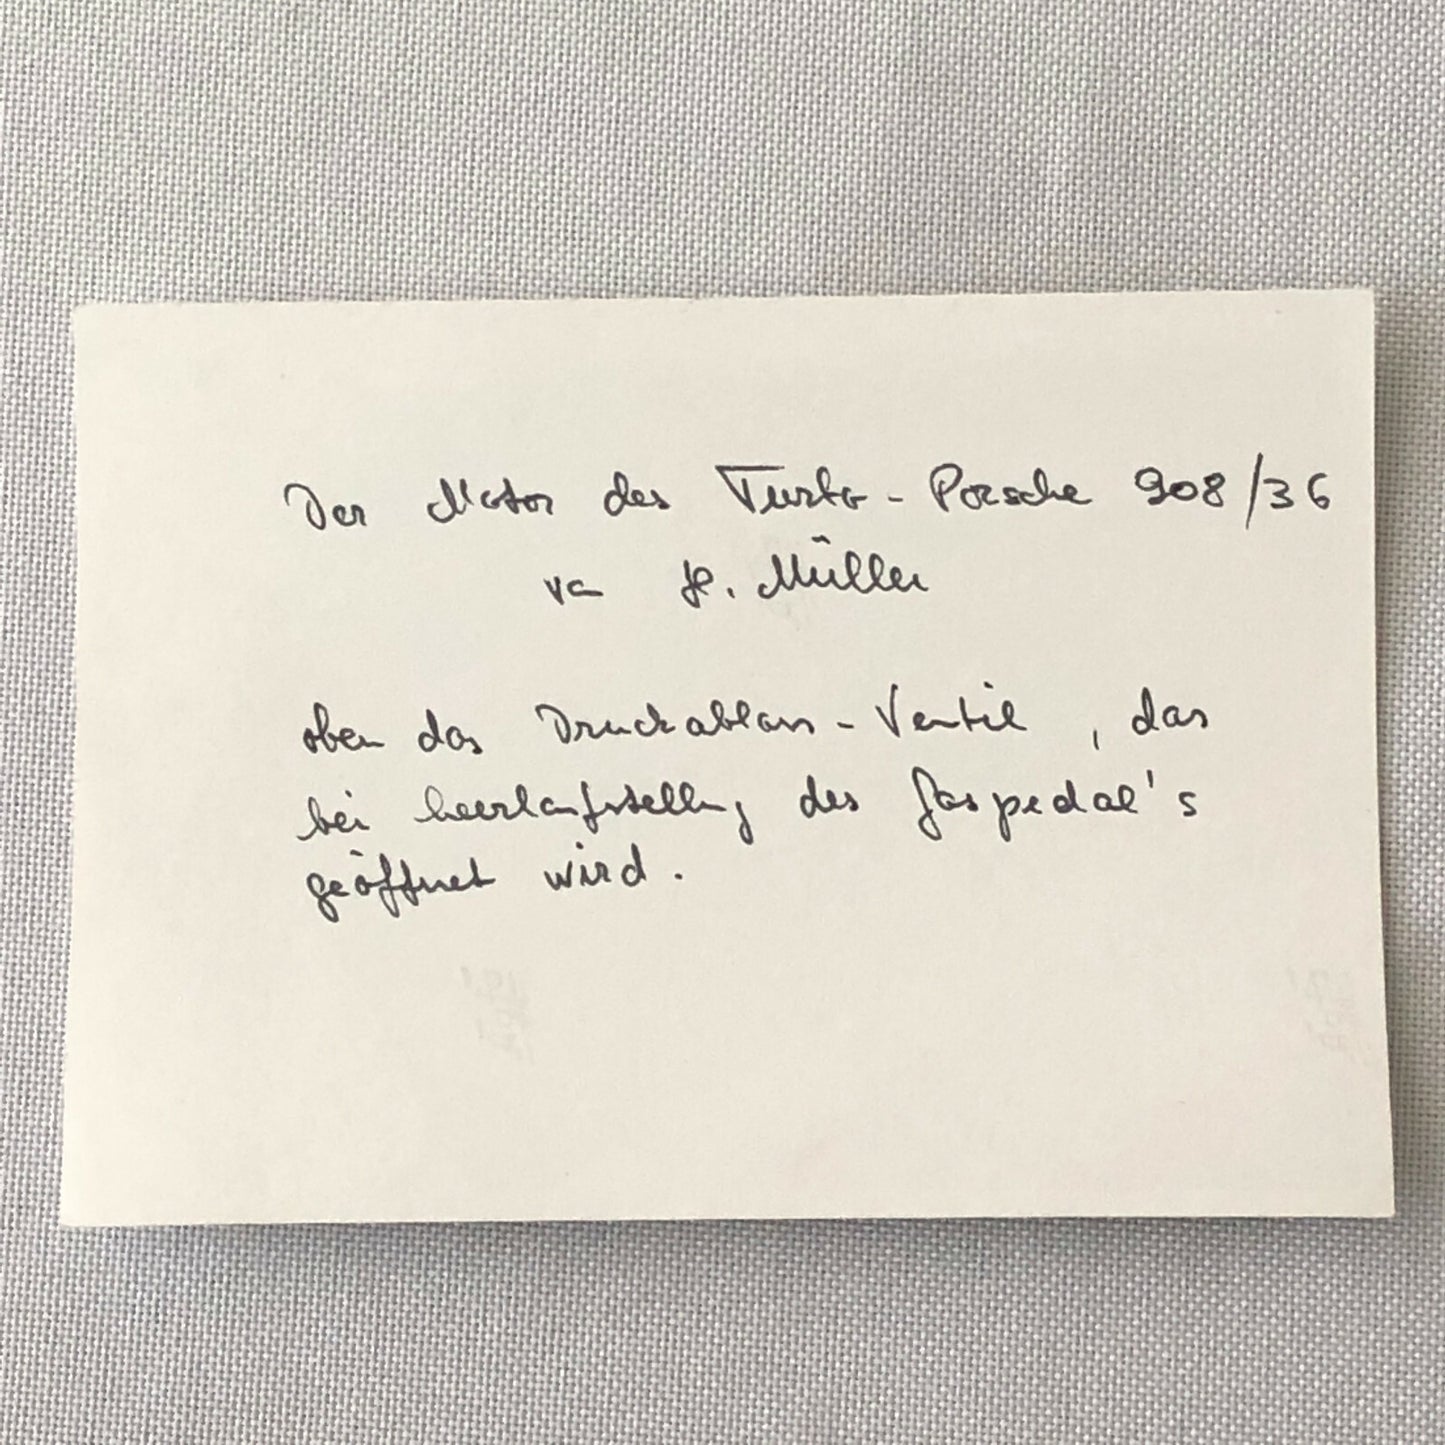 Der Motor des Turbo - Porsche 908/36
von H. Müller
oben das Druckablass - Ventil , das
bei Leerlaufstellung des Gaspedal's
geöffnet wird .